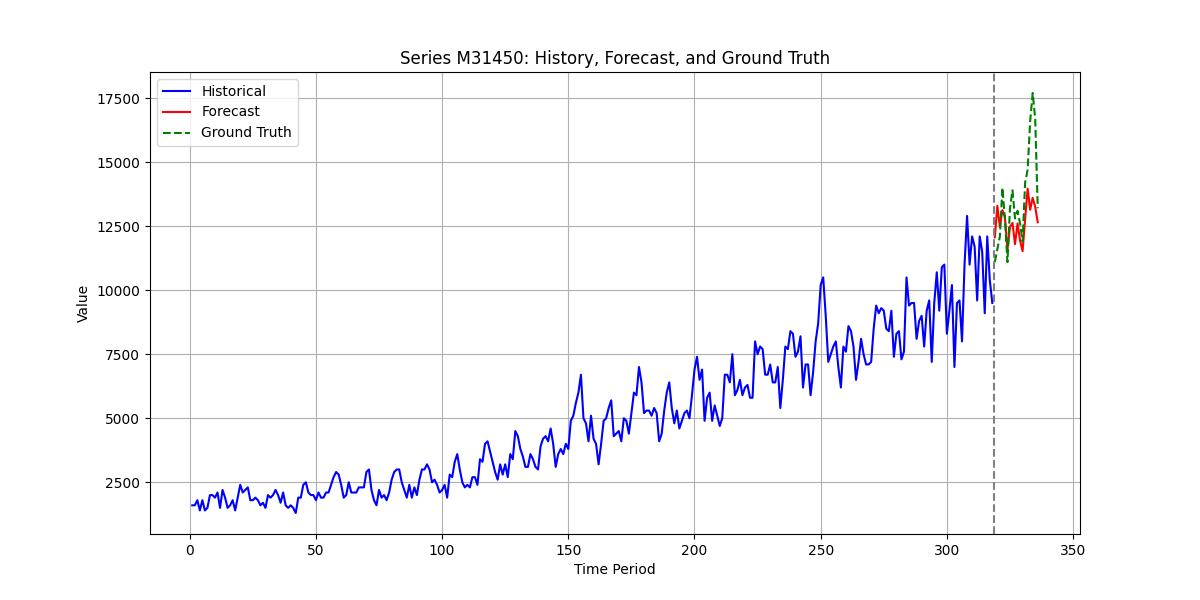 Series M31450: History, Forecast, and Ground Truth
Historical
Forecast
Ground Truth
17500
15000
12500
10000
7500
5000
2500
Value
0 50 100 150 200 250 300 350
Time Period